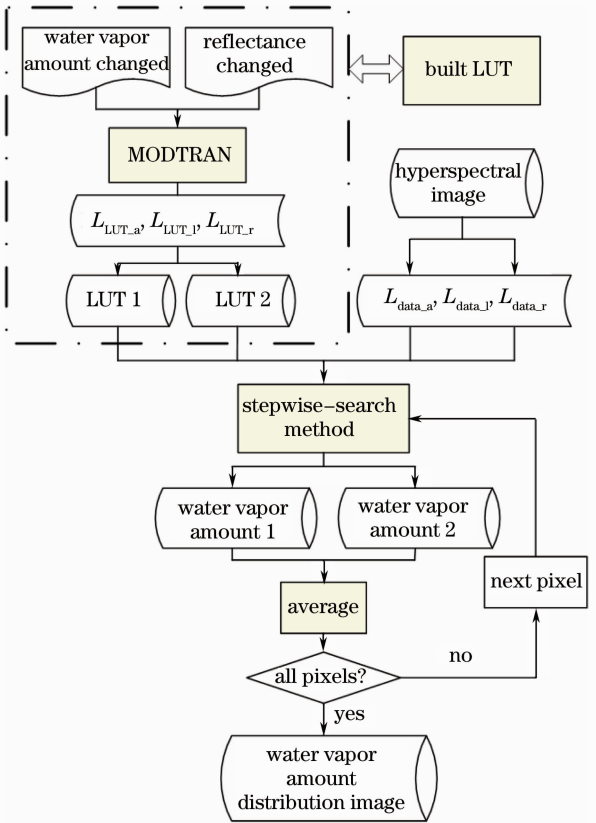 water vapor
amount changed
reflectance
changed
built LUT
MODTRAN
hyperspectral
image
L_LUT_a, L_LUT_l, L_LUT_r
LUT 1
LUT 2
L_data_a, L_data_l, L_data_r
stepwise-search
method
water vapor
amount 1
water vapor
amount 2
next pixel
average
all pixels?
no
yes
water vapor
amount
distribution image